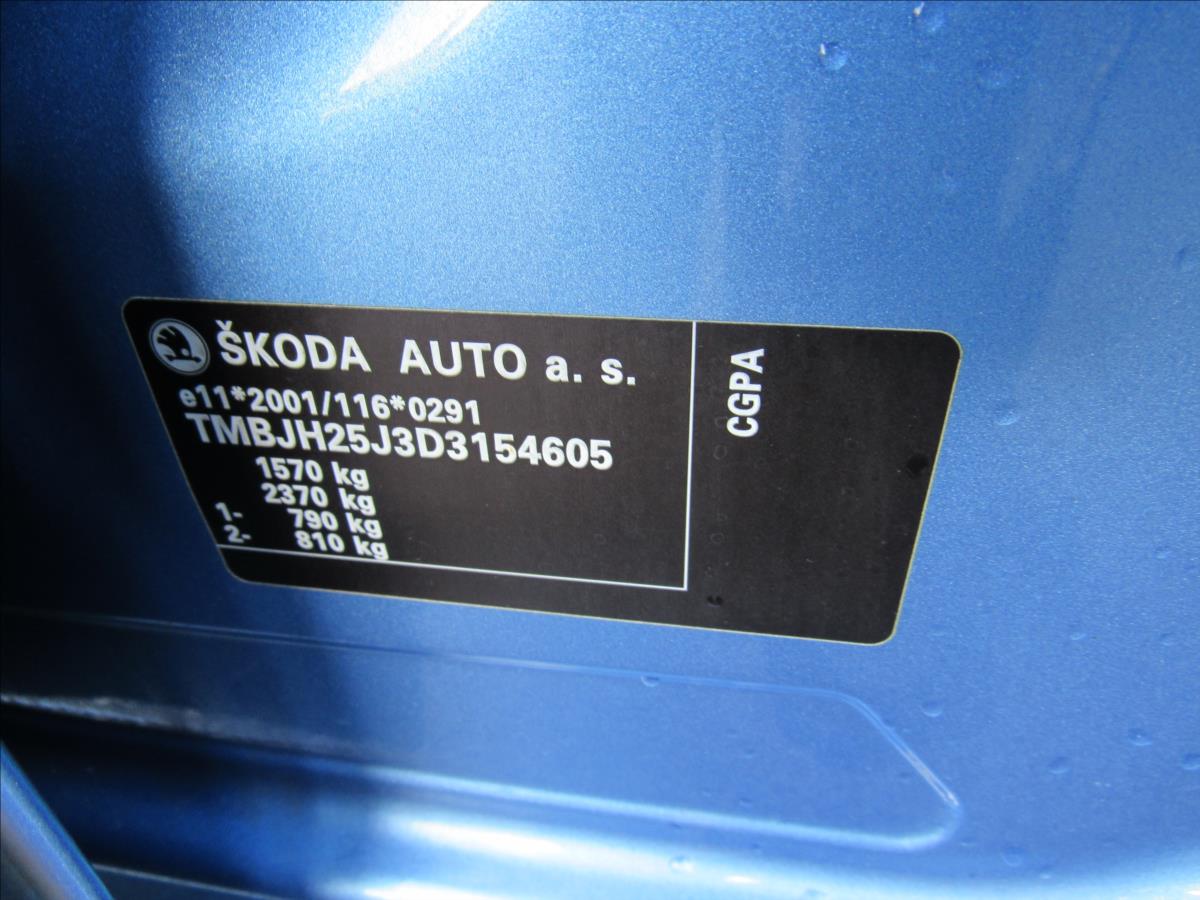 ŠKODA AUTO a. s.
e11*2001/116*0291
TMBJH25J3D3154605
1570 kg
2370 kg
1- 790 kg
2- 810 kg
CGPA